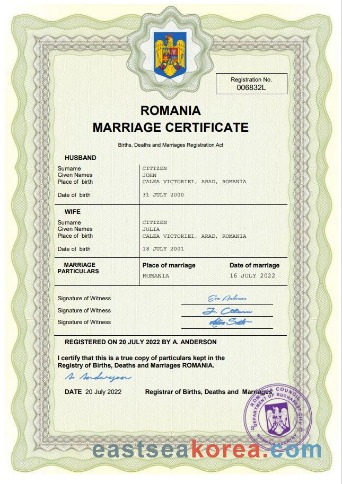 Registration No.
006832L
ROMANIA
MARRIAGE CERTIFICATE
Births, Deaths and Marriages Registration Act
HUSBAND
Surname CITIZEN
Given Names JOHN
Place of birth CALEA VICTORIEI, ARAD, ROMANIA
Date of birth 31 JULY 2000
WIFE
Surname CITIZEN
Given Names JULIA
Place of birth CALEA VICTORIEI, ARAD, ROMANIA
Date of birth 18 JULY 2001
MARRIAGE PARTICULARS
Place of marriage Date of marriage
ROMANIA 16 JULY 2022
Signature of Witness
Signature of Witness
Signature of Witness
REGISTERED ON 20 JULY 2022 BY A. ANDERSON
I certify that this is a true copy of particulars kept in the
Registry of Births, Deaths and Marriages ROMANIA.
DATE 20 July 2022 Registrar of Births, Deaths and Marriages
eastseakorea.com